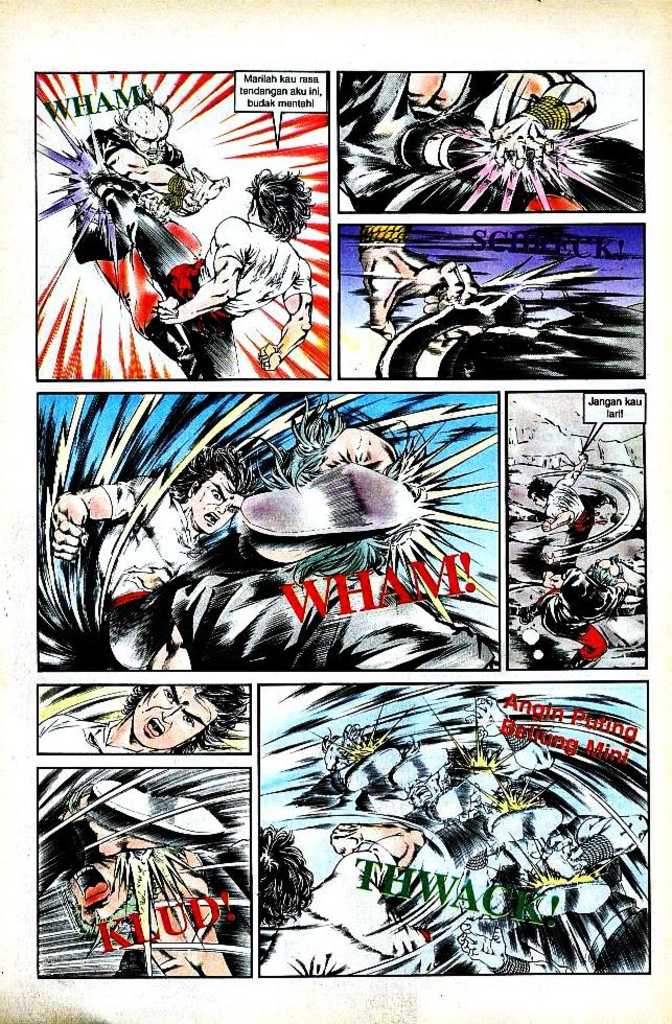 WHAM!
Marilah kau rasa
tendangan aku ini,
budak mentah!
SCHRECK!
WHAM!
Jangan kau
lari!
Angin Puting
Beliung Mini
KLUD!
THWACK!